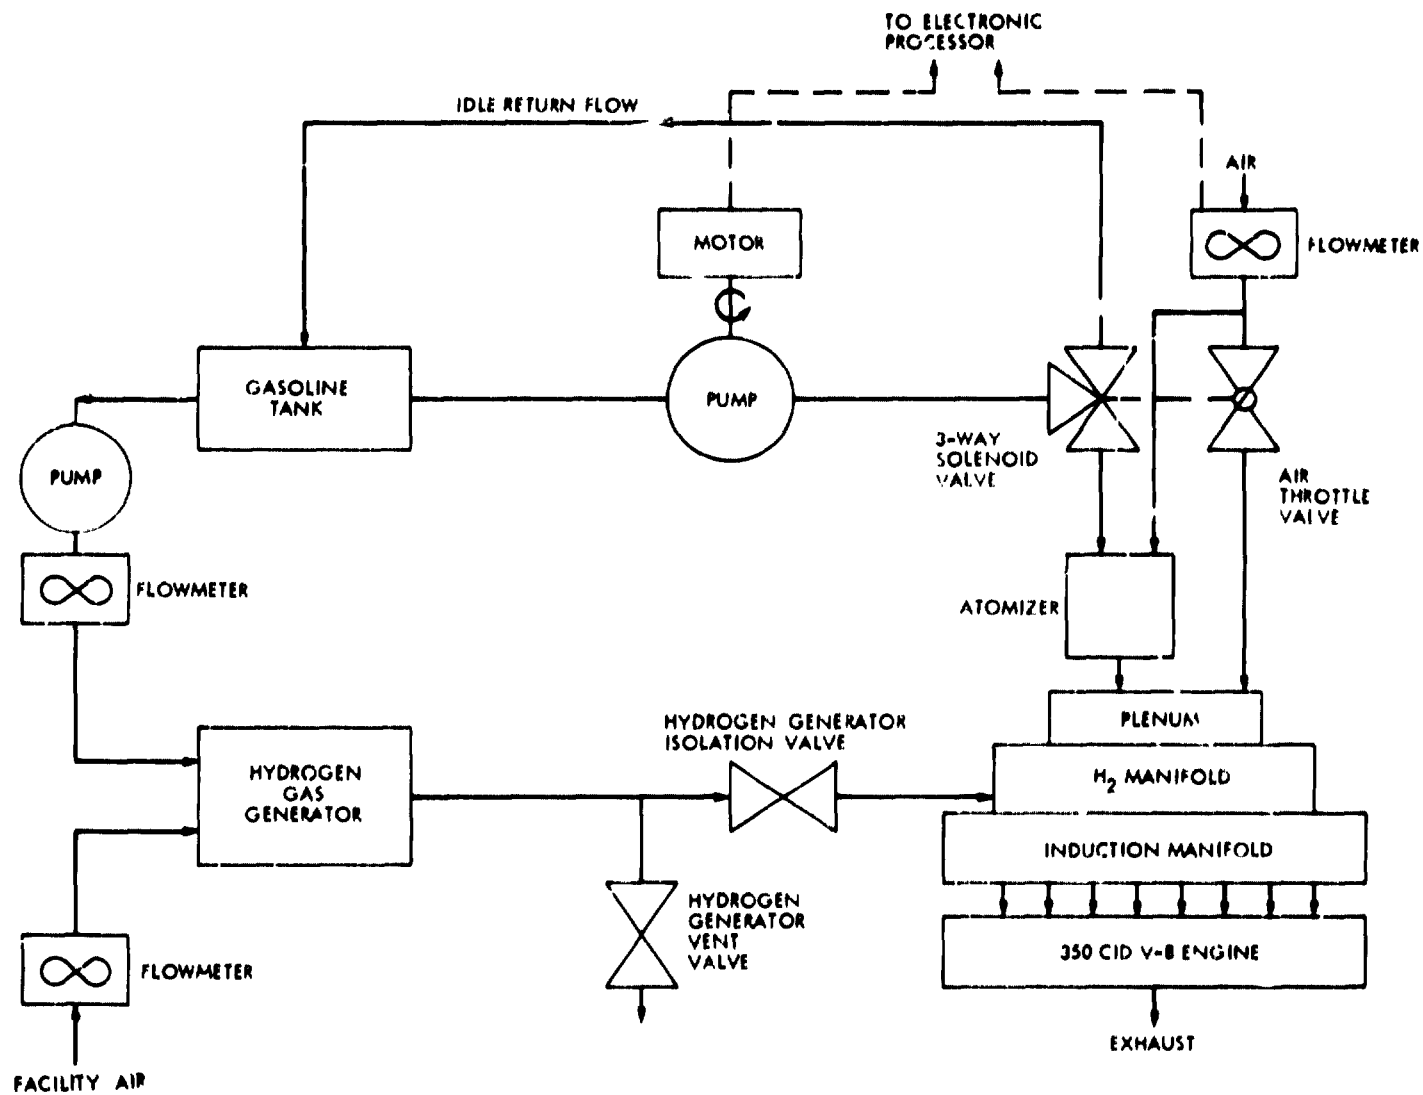 TO ELECTRONIC
PROCESSOR
IDLE RETURN FLOW
AIR
MOTOR
FLOWMETER
GASOLINE
TANK
PUMP
PUMP
3-WAY
SOLENOID
VALVE
AIR
THROTTLE
VALVE
FLOWMETER
ATOMIZER
HYDROGEN GENERATOR
ISOLATION VALVE
PLENUM
HYDROGEN
GAS
GENERATOR
H2 MANIFOLD
INDUCTION MANIFOLD
HYDROGEN
GENERATOR
VENT
VALVE
350 CID V-8 ENGINE
FLOWMETER
EXHAUST
FACILITY AIR